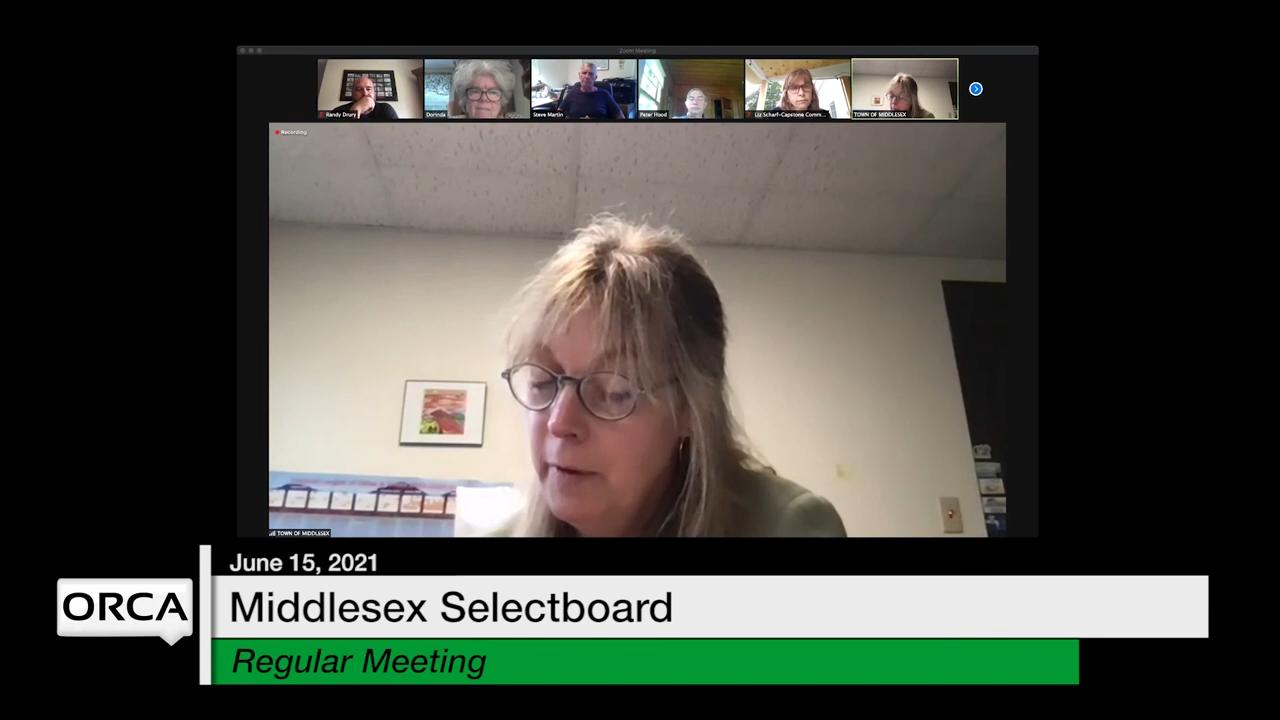 Zoom Meeting
Randy Drury
Dorinda
Steve Martin
Peter Hood
Liz Scharf-Capstone Comm...
TOWN OF MIDDLESEX
Recording
TOWN OF MIDDLESEX
June 15, 2021
ORCA
Middlesex Selectboard
Regular Meeting